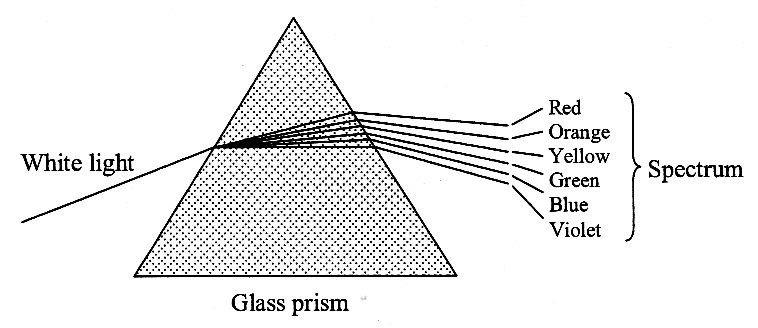 White light
Red
Orange
Yellow
Green
Blue
Violet
Spectrum
Glass prism